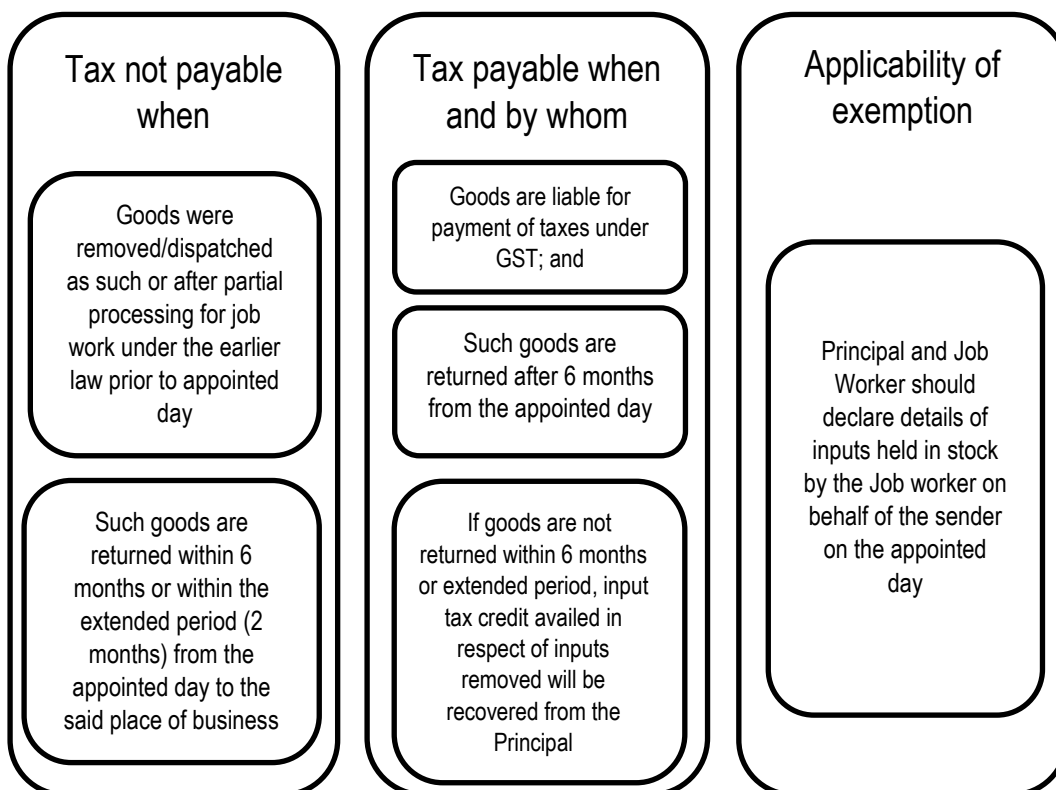 Tax not payable
when
Goods were
removed/dispatched
as such or after partial
processing for job
work under the earlier
law prior to appointed
day
Such goods are
returned within 6
months or within the
extended period (2
months) from the
appointed day to the
said place of business
Tax payable when
and by whom
Goods are liable for
payment of taxes under
GST; and
Such goods are
returned after 6 months
from the appointed day
If goods are not
returned within 6 months
or extended period, input
tax credit availed in
respect of inputs
removed will be
recovered from the
Principal
Applicability of
exemption
Principal and Job
Worker should
declare details of
inputs held in stock
by the Job worker on
behalf of the sender
on the appointed
day